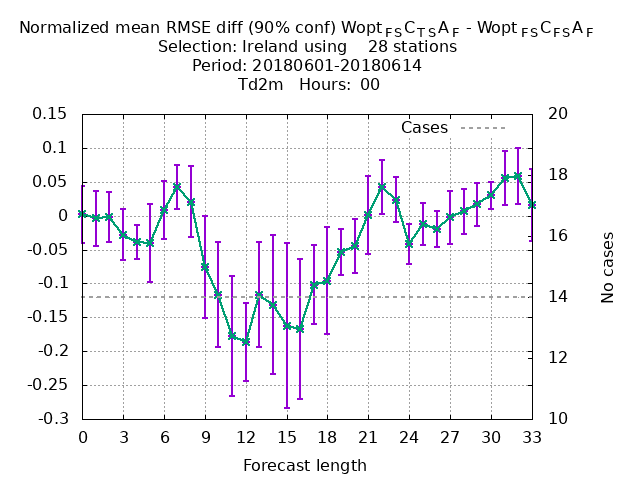 Normalized mean RMSE diff (90% conf) Wopt FS C TS A F - Wopt FS C FS A F
Selection: Ireland using 28 stations
Period: 20180601-20180614
Td2m Hours: 00
Cases
0.15
0.1
0.05
0
-0.05
-0.1
-0.15
-0.2
-0.25
-0.3
20
18
16
14
12
10
No cases
0 3 6 9 12 15 18 21 24 27 30 33
Forecast length